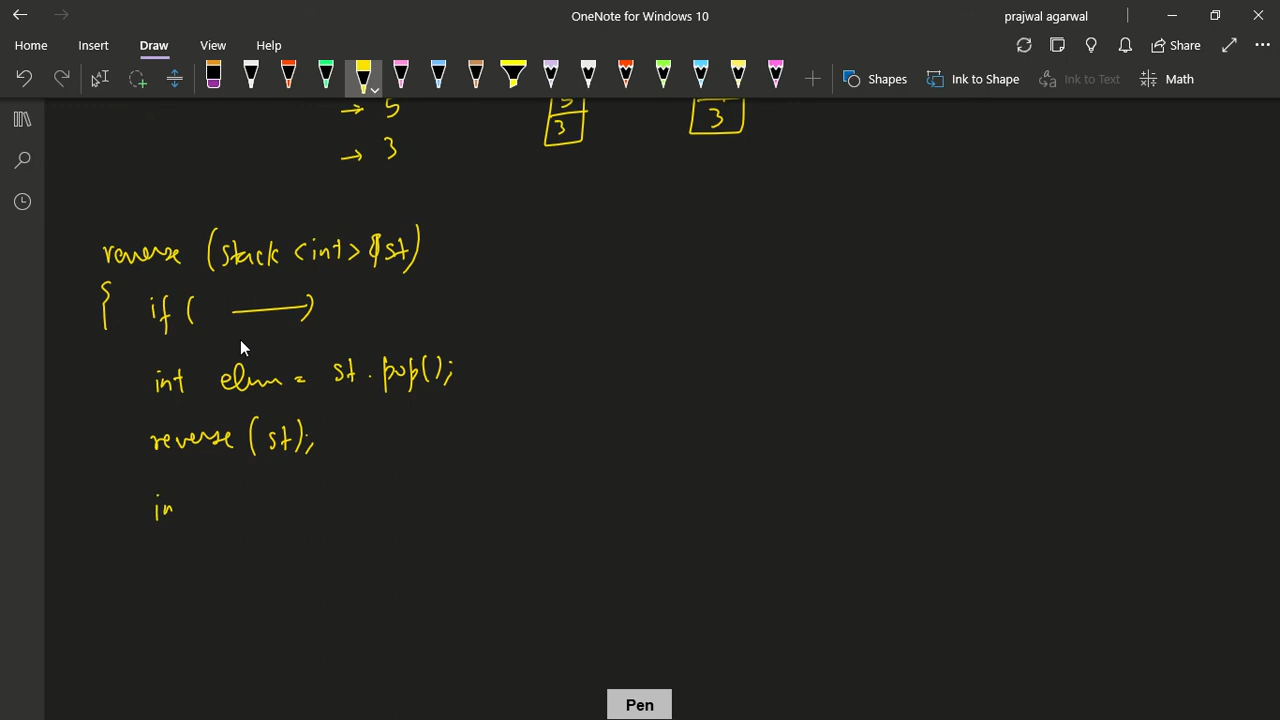 OneNote for Windows 10
prajwal agarwal
Home Insert Draw View Help
Share
Shapes Ink to Shape Ink to Text Math
→ 5
→ 3
3
3
reverse (stack <int> &st)
{ if ( )
int elem = st.pop();
reverse (st);
in
Pen